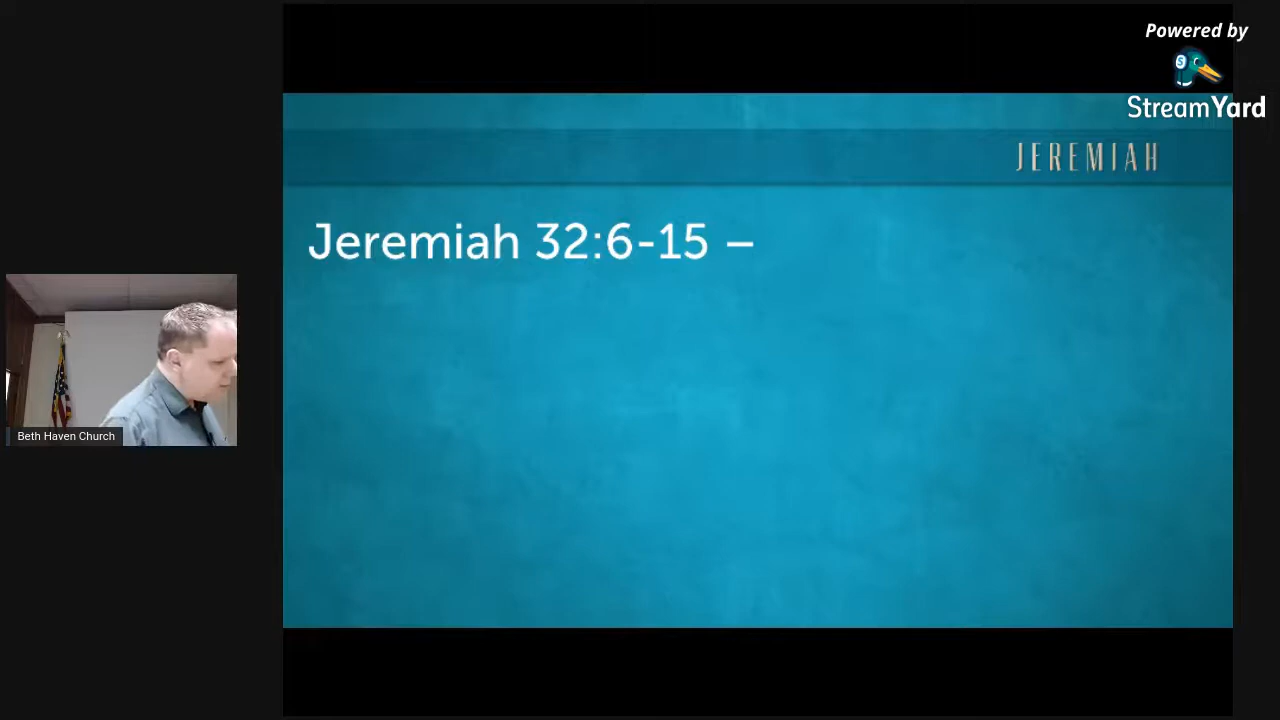 Powered by
StreamYard
JEREMIAH
Jeremiah 32:6-15 –
Beth Haven Church